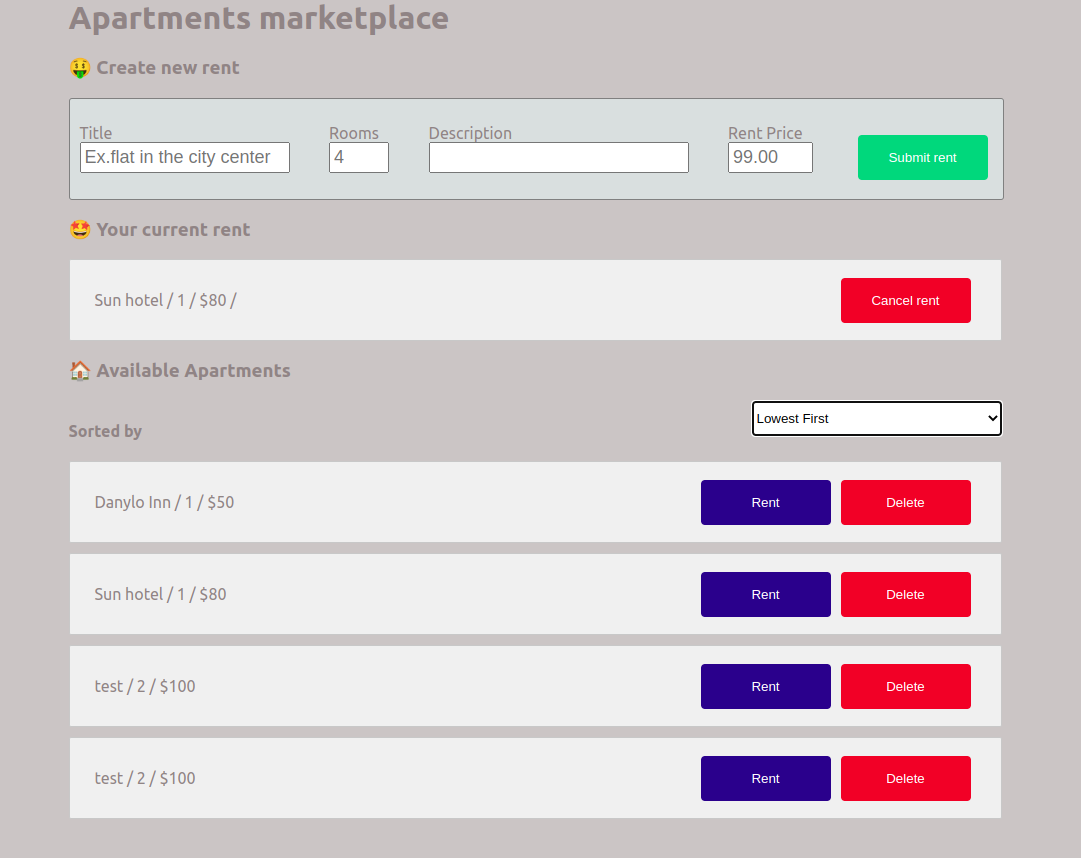 Apartments marketplace
🤑 Create new rent
Title Rooms Description Rent Price
Ex.flat in the city center 4 99.00 Submit rent
🤩 Your current rent
Sun hotel / 1 / $80 / Cancel rent
🏠 Available Apartments
Lowest First
Sorted by
Danylo Inn / 1 / $50 Rent Delete
Sun hotel / 1 / $80 Rent Delete
test / 2 / $100 Rent Delete
test / 2 / $100 Rent Delete